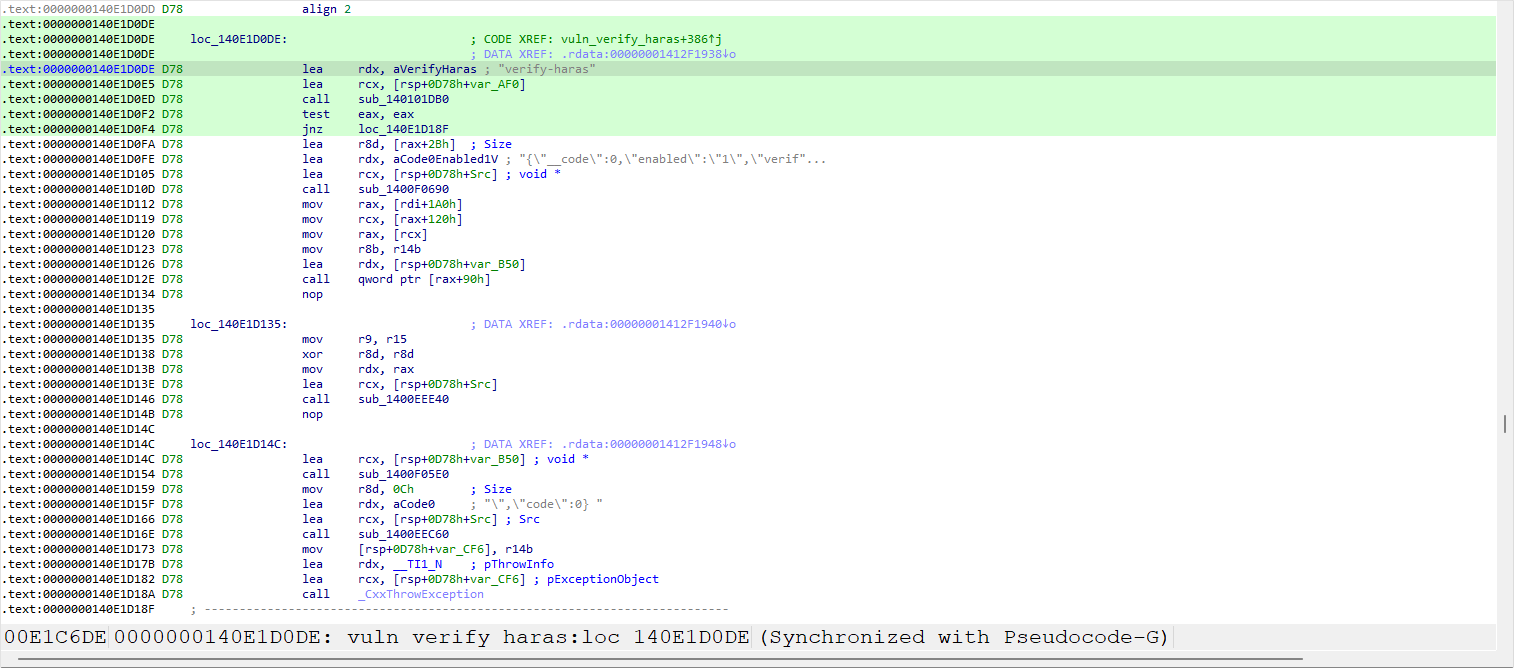 .text:0000000140E1D0DD D78 align 2
.text:0000000140E1D0DE
.text:0000000140E1D0DE loc_140E1D0DE: ; CODE XREF: vuln_verify_haras+386↑j
.text:0000000140E1D0DE ; DATA XREF: .rdata:00000001412F1938↓o
.text:0000000140E1D0DE D78 lea rdx, aVerifyHaras ; "verify-haras"
.text:0000000140E1D0E5 D78 lea rcx, [rsp+0D78h+var_AF0]
.text:0000000140E1D0ED D78 call sub_140101DB0
.text:0000000140E1D0F2 D78 test eax, eax
.text:0000000140E1D0F4 D78 jnz loc_140E1D18F
.text:0000000140E1D0FA D78 lea r8d, [rax+2Bh] ; Size
.text:0000000140E1D0FE D78 lea rdx, aCode0Enabled1V ; "{\"__code\":0,\"enabled\":\"1\",\"verif"...
.text:0000000140E1D105 D78 lea rcx, [rsp+0D78h+Src] ; void *
.text:0000000140E1D10D D78 call sub_1400F0690
.text:0000000140E1D112 D78 mov rax, [rdi+1A0h]
.text:0000000140E1D119 D78 mov rcx, [rax+120h]
.text:0000000140E1D120 D78 mov rax, [rcx]
.text:0000000140E1D123 D78 mov r8b, r14b
.text:0000000140E1D126 D78 lea rdx, [rsp+0D78h+var_B50]
.text:0000000140E1D12E D78 call qword ptr [rax+90h]
.text:0000000140E1D134 D78 nop
.text:0000000140E1D135
.text:0000000140E1D135 loc_140E1D135: ; DATA XREF: .rdata:00000001412F1940↓o
.text:0000000140E1D135 D78 mov r9, r15
.text:0000000140E1D138 D78 xor r8d, r8d
.text:0000000140E1D13B D78 mov rdx, rax
.text:0000000140E1D13E D78 lea rcx, [rsp+0D78h+Src]
.text:0000000140E1D146 D78 call sub_1400EEE40
.text:0000000140E1D14B D78 nop
.text:0000000140E1D14C
.text:0000000140E1D14C loc_140E1D14C: ; DATA XREF: .rdata:00000001412F1948↓o
.text:0000000140E1D14C D78 lea rcx, [rsp+0D78h+var_B50] ; void *
.text:0000000140E1D154 D78 call sub_1400F05E0
.text:0000000140E1D159 D78 mov r8d, 0Ch ; Size
.text:0000000140E1D15F D78 lea rdx, aCode0 ; "\",\"code\":0} "
.text:0000000140E1D166 D78 lea rcx, [rsp+0D78h+Src] ; Src
.text:0000000140E1D16E D78 call sub_1400EEC60
.text:0000000140E1D173 D78 mov [rsp+0D78h+var_CF6], r14b
.text:0000000140E1D17B D78 lea rdx, __TI1_N ; pThrowInfo
.text:0000000140E1D182 D78 lea rcx, [rsp+0D78h+var_CF6] ; pExceptionObject
.text:0000000140E1D18A D78 call _CxxThrowException
.text:0000000140E1D18F ; ---------------------------------------------------------------------------
00E1C6DE 0000000140E1D0DE: vuln verify haras:loc 140E1D0DE (Synchronized with Pseudocode-G)